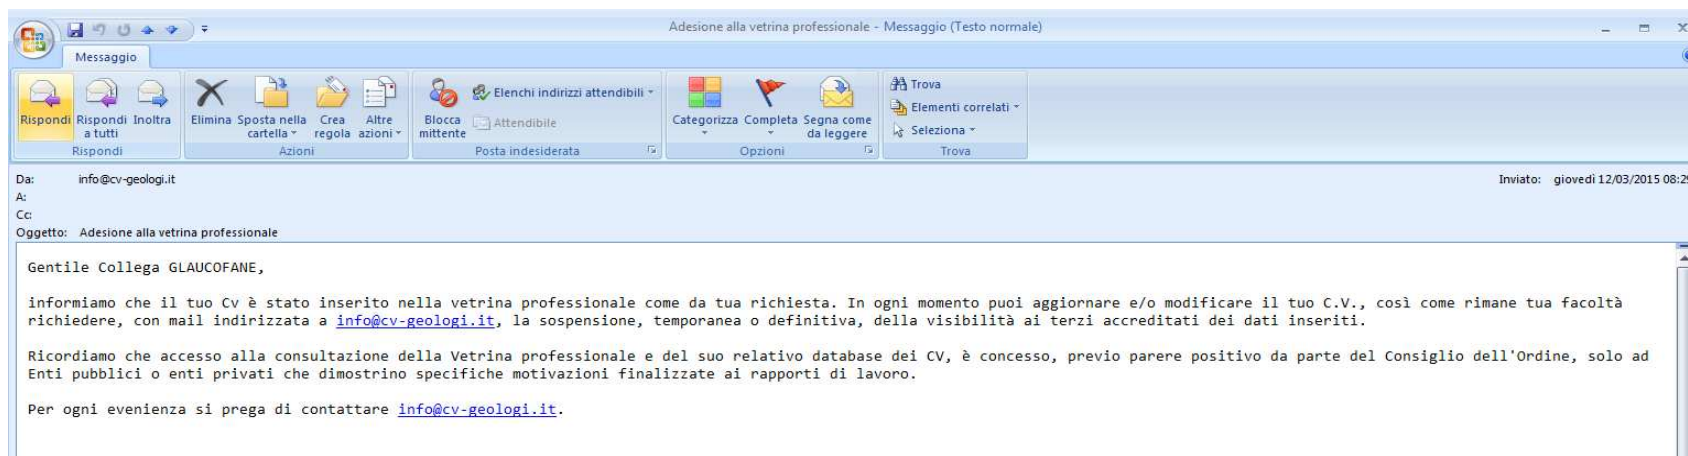 Adesione alla vetrina professionale - Messaggio (Testo normale)
Messaggio
Rispondi
Rispondi a tutti
Inoltra
Rispondi
Elimina
Sposta nella cartella
Crea regola
Altre azioni
Azioni
Blocca mittente
Elenchi indirizzi attendibili
Attendibile
Posta indesiderata
Categorizza
Completa
Segna come da leggere
Opzioni
Trova
Elementi correlati
Seleziona
Trova
Da: info@cv-geologi.it
Inviato: giovedì 12/03/2015 08:29
A:
Cc:
Oggetto: Adesione alla vetrina professionale
Gentile Collega GLAUCOFANE,
informiamo che il tuo Cv è stato inserito nella vetrina professionale come da tua richiesta. In ogni momento puoi aggiornare e/o modificare il tuo C.V., così come rimane tua facoltà
richiedere, con mail indirizzata a info@cv-geologi.it, la sospensione, temporanea o definitiva, della visibilità ai terzi accreditati dei dati inseriti.
Ricordiamo che accesso alla consultazione della Vetrina professionale e del suo relativo database dei CV, è concesso, previo parere positivo da parte del Consiglio dell'Ordine, solo ad
Enti pubblici o enti privati che dimostrino specifiche motivazioni finalizzate ai rapporti di lavoro.
Per ogni evenienza si prega di contattare info@cv-geologi.it.